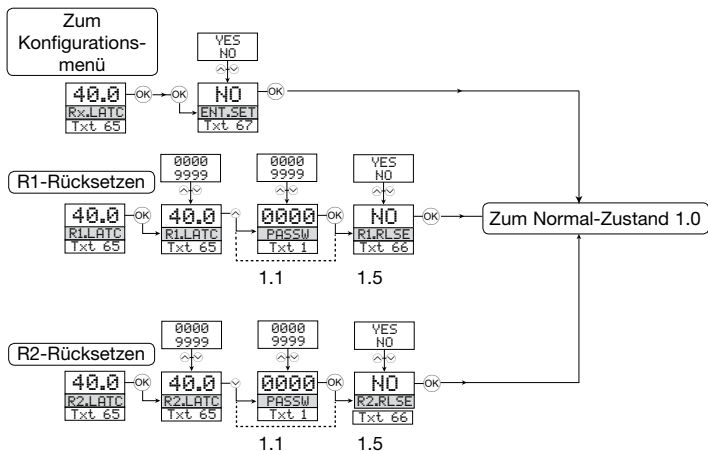 Zum
Konfigurations-
menü
YES
NO
40.0
Rx.LATC
Txt 65
OK
OK
NO
ENT.SET
Txt 67
OK
R1-Rücksetzen
0000
9999
0000
9999
YES
NO
40.0
R1.LATC
Txt 65
OK
40.0
R1.LATC
Txt 65
0000
PASSW
Txt 1
OK
NO
R1.RLSE
Txt 66
OK
Zum Normal-Zustand 1.0
1.1
1.5
R2-Rücksetzen
0000
9999
0000
9999
YES
NO
40.0
R2.LATC
Txt 65
OK
40.0
R2.LATC
Txt 65
0000
PASSW
Txt 1
OK
NO
R2.RLSE
Txt 66
OK
1.1
1.5